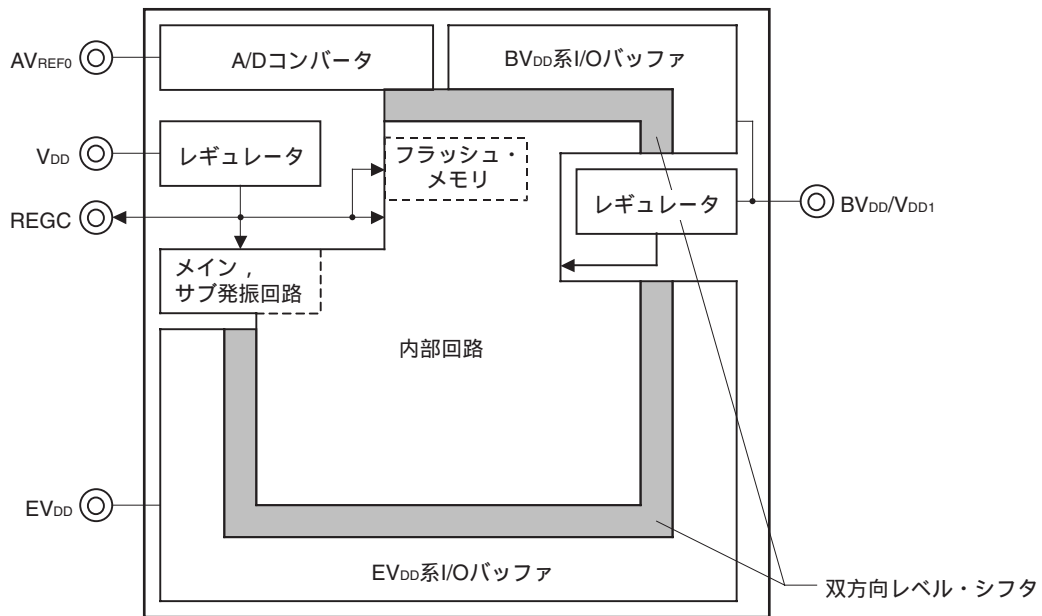 AVREF0
A/Dコンバータ
BVDD系I/Oバッファ
VDD
レギュレータ
フラッシュ・
メモリ
REGC
レギュレータ
BVDD/VDD1
メイン，
サブ発振回路
内部回路
EVDD
EVDD系I/Oバッファ
双方向レベル・シフタ